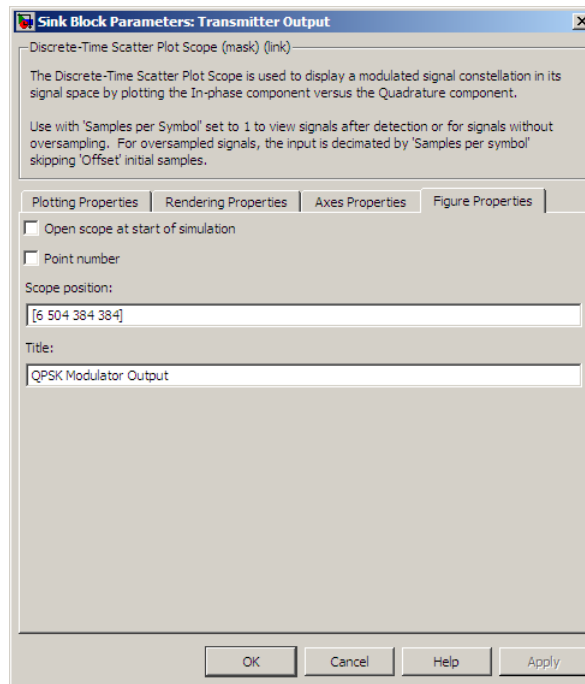 Sink Block Parameters: Transmitter Output
Discrete-Time Scatter Plot Scope (mask) (link)
The Discrete-Time Scatter Plot Scope is used to display a modulated signal constellation in its
signal space by plotting the In-phase component versus the Quadrature component.
Use with 'Samples per Symbol' set to 1 to view signals after detection or for signals without
oversampling.  For oversampled signals, the input is decimated by 'Samples per symbol'
skipping 'Offset' initial samples.
Plotting Properties Rendering Properties Axes Properties Figure Properties
Open scope at start of simulation
Point number
Scope position:
[6 504 384 384]
Title:
QPSK Modulator Output
OK Cancel Help Apply